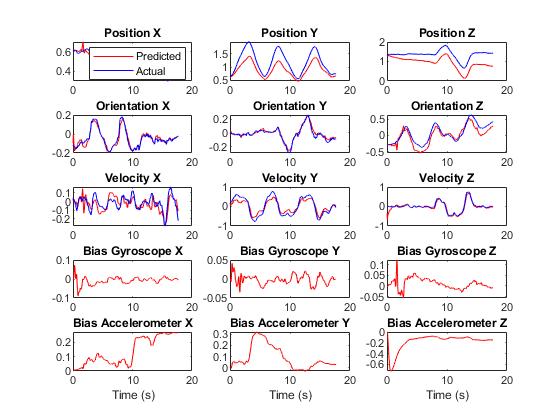 Position X Position Y Position Z
0.6 0.4 0 10 20
Predicted
Actual
1.5 1 0.5 0 10 20
2 1 0 0 10 20
Orientation X Orientation Y Orientation Z
0.2 0 -0.2 0 10 20
0.2 0 -0.2 0 10 20
0.5 0 -0.5 0 10 20
Velocity X Velocity Y Velocity Z
0.1 0 -0.1 -0.2 0 10 20
1 0 -1 0 10 20
1 0 -1 0 10 20
Bias Gyroscope X Bias Gyroscope Y Bias Gyroscope Z
0.1 0 -0.1 0 10 20
0.05 0 -0.05 0 10 20
0.1 0.05 0 -0.05 0 10 20
Bias Accelerometer X Bias Accelerometer Y Bias Accelerometer Z
0.2 0.1 0 0 10 20
0.3 0.2 0.1 0 0 10 20
0 -0.2 -0.4 -0.6 0 10 20
Time (s) Time (s) Time (s)